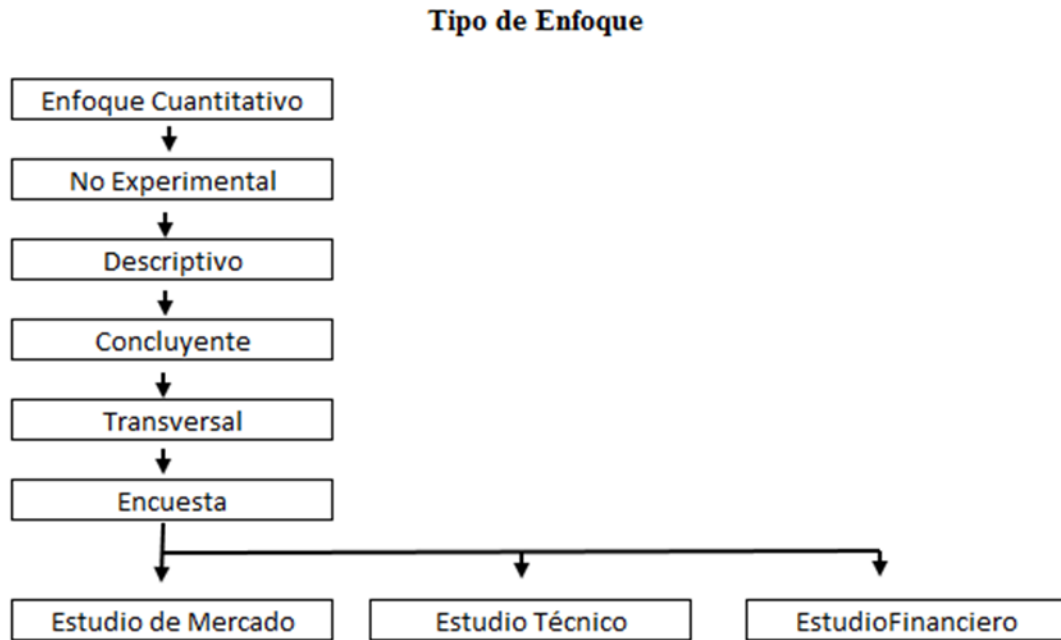 Tipo de Enfoque
Enfoque Cuantitativo
No Experimental
Descriptivo
Concluyente
Transversal
Encuesta
Estudio de Mercado
Estudio Técnico
EstudioFinanciero